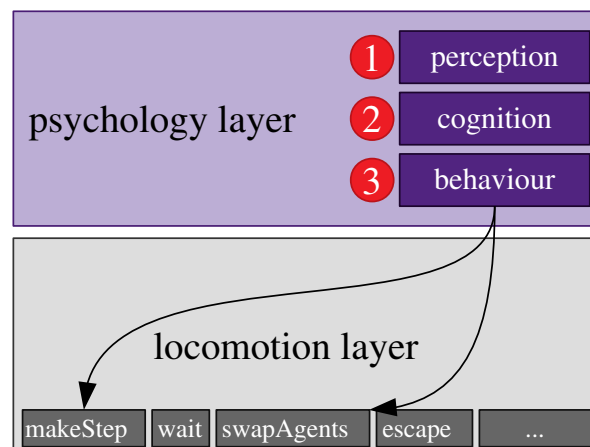 1 perception
psychology layer
2 cognition
3 behaviour
locomotion layer
makeStep wait swapAgents escape ...